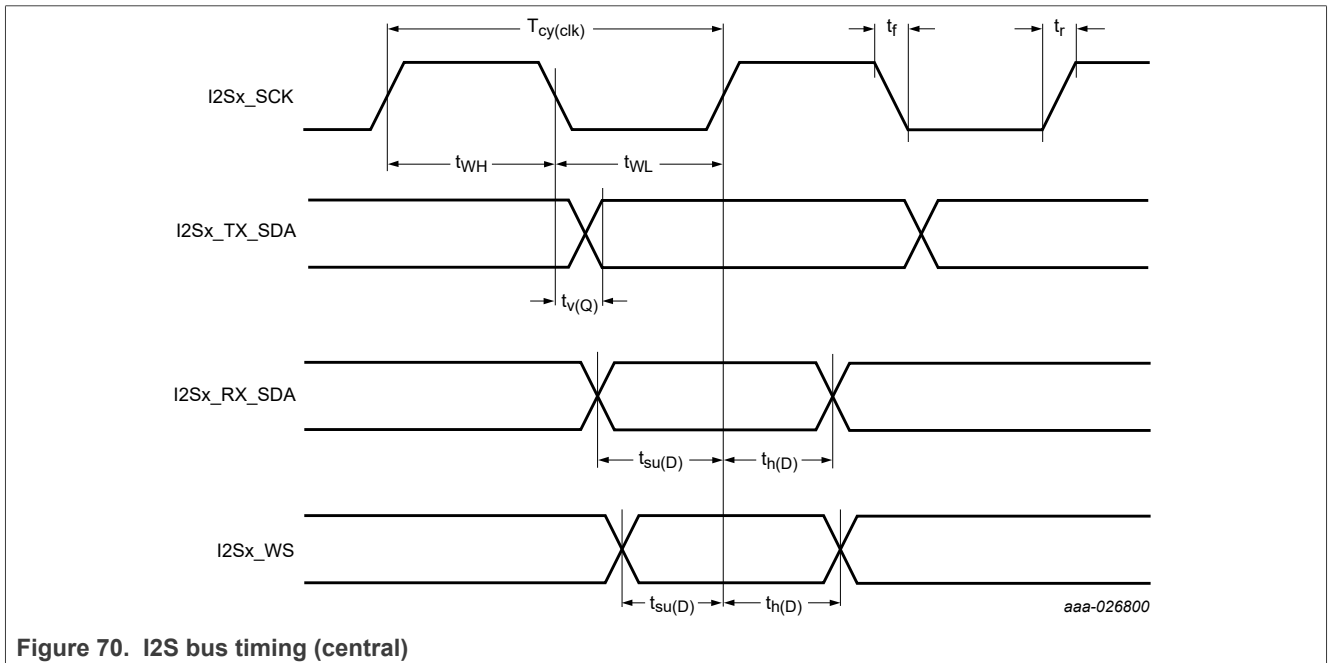 Tcy(clk)
tf
tr
I2Sx_SCK
tWH
tWL
I2Sx_TX_SDA
tv(Q)
I2Sx_RX_SDA
tsu(D)
th(D)
I2Sx_WS
tsu(D)
th(D)
aaa-026800
Figure 70. I2S bus timing (central)